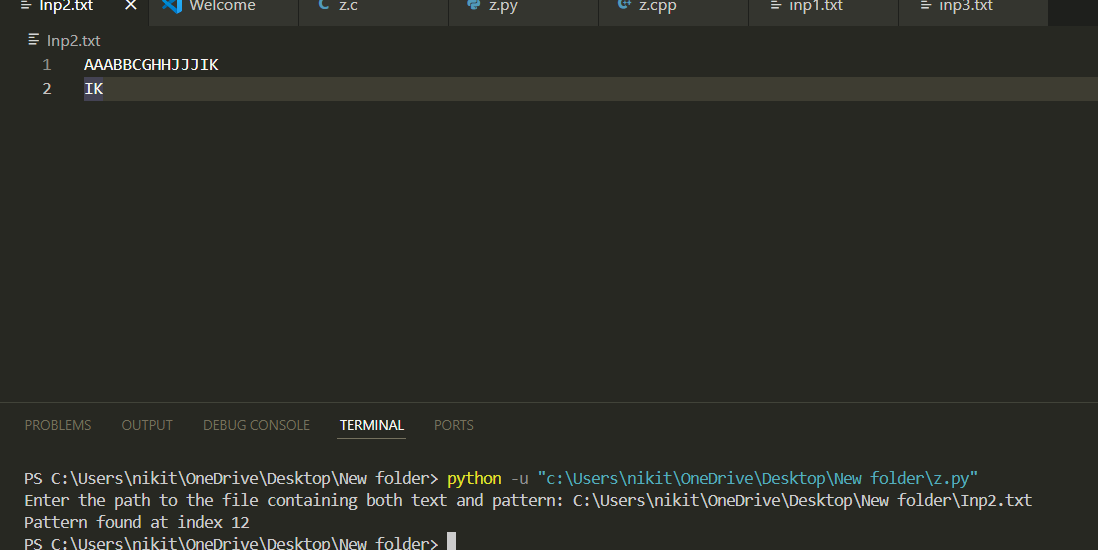 Inp2.txt Welcome z.c z.py z.cpp inp1.txt inp3.txt
Inp2.txt
1 AAABBCGHHJJJIK
2 IK
PROBLEMS OUTPUT DEBUG CONSOLE TERMINAL PORTS
PS C:\Users\nikit\OneDrive\Desktop\New folder> python -u "c:\Users\nikit\OneDrive\Desktop\New folder\z.py"
Enter the path to the file containing both text and pattern: C:\Users\nikit\OneDrive\Desktop\New folder\Inp2.txt
Pattern found at index 12
PS C:\Users\nikit\OneDrive\Desktop\New folder>